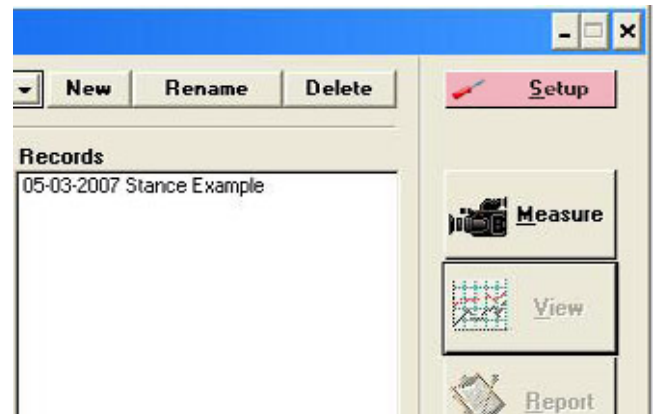 New Rename Delete Setup
Records
05-03-2007 Stance Example
Measure
View
Report